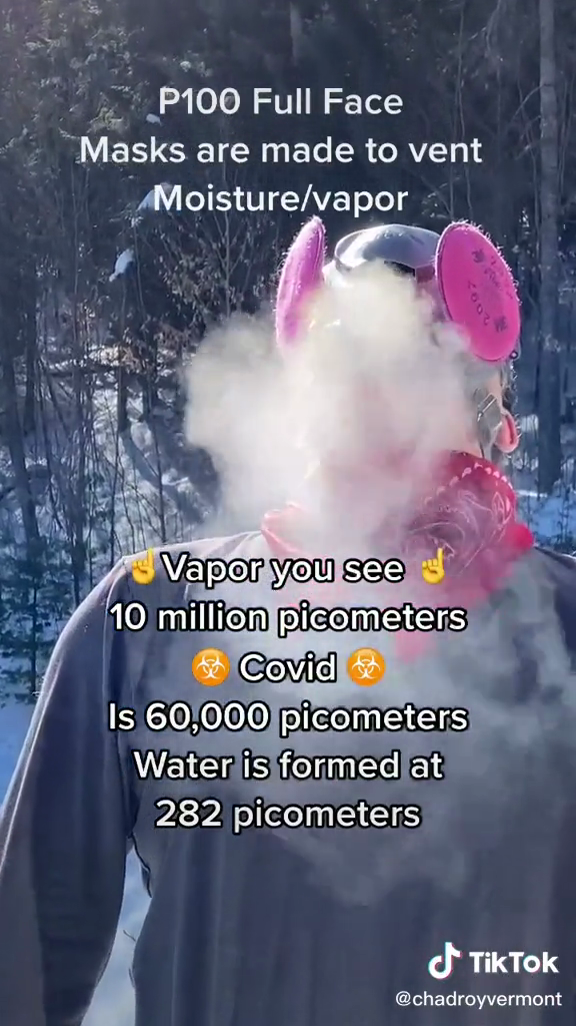 P100 Full Face
Masks are made to vent
Moisture/vapor
☝Vapor you see ☝
10 million picometers
☣ Covid ☣
Is 60,000 picometers
Water is formed at
282 picometers
TikTok
@chadroyvermont